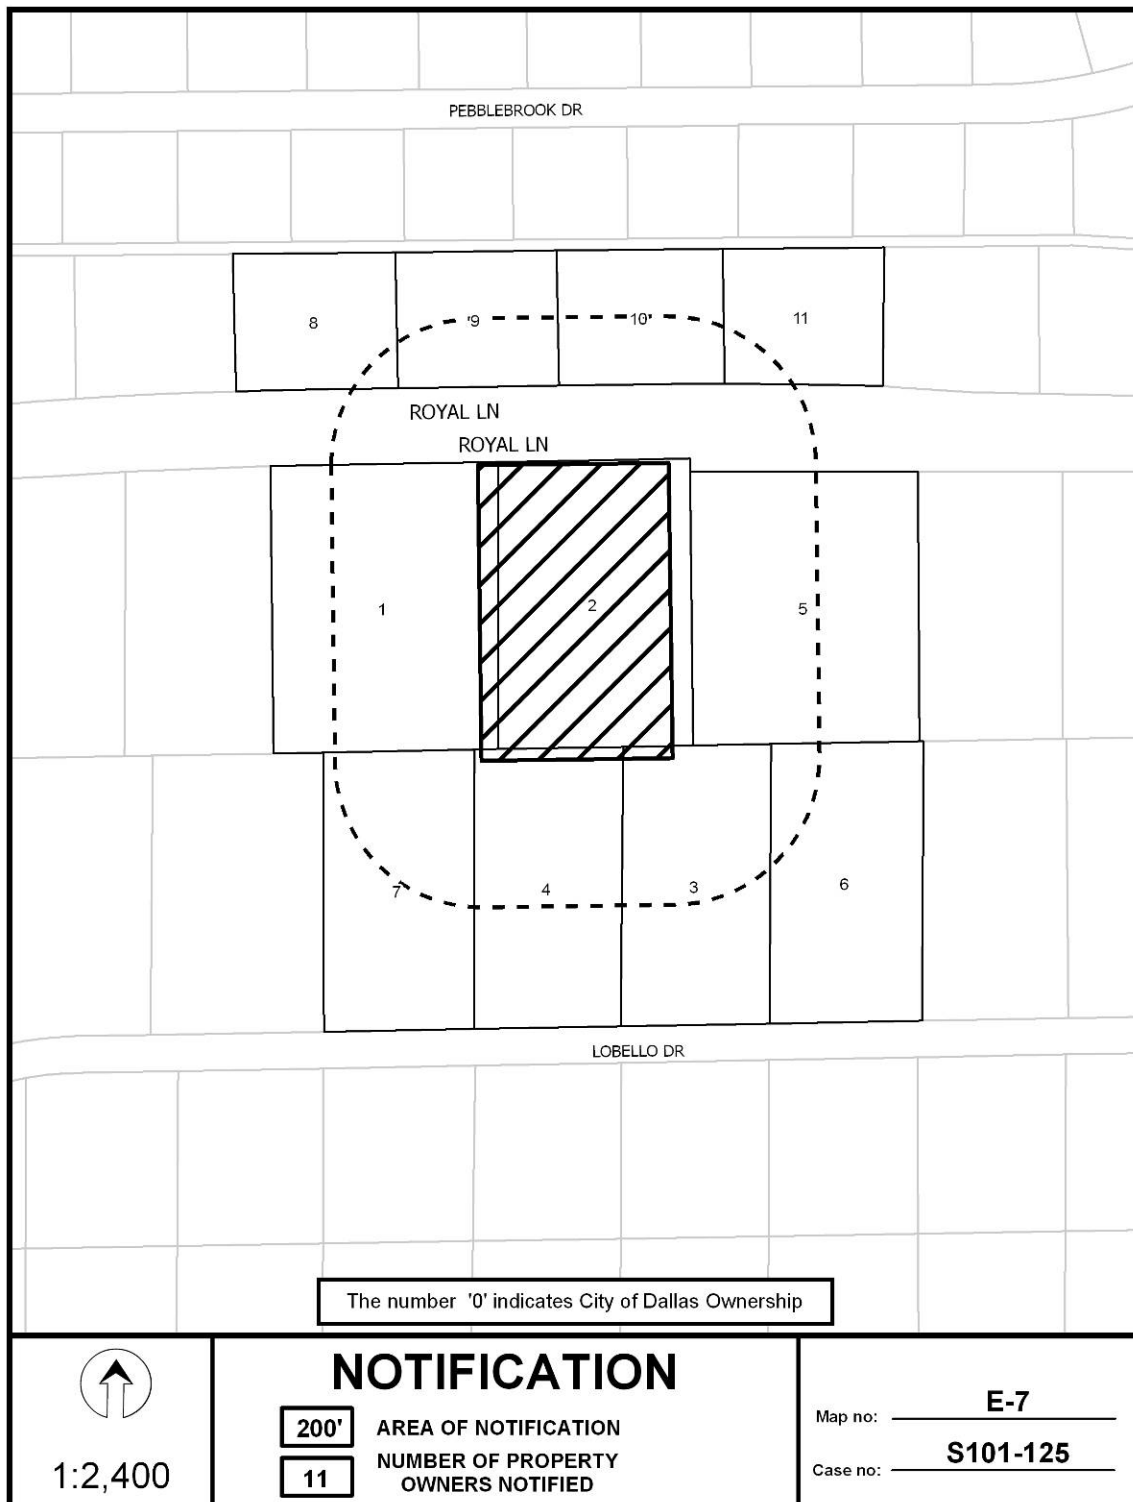 PEBBLEBROOK DR
8
9
10
11
ROYAL LN
ROYAL LN
1
2
5
7
4
3
6
LOBELLO DR
The number '0' indicates City of Dallas Ownership
1:2,400
NOTIFICATION
200' AREA OF NOTIFICATION
11 NUMBER OF PROPERTY
OWNERS NOTIFIED
Map no: E-7
Case no: S101-125